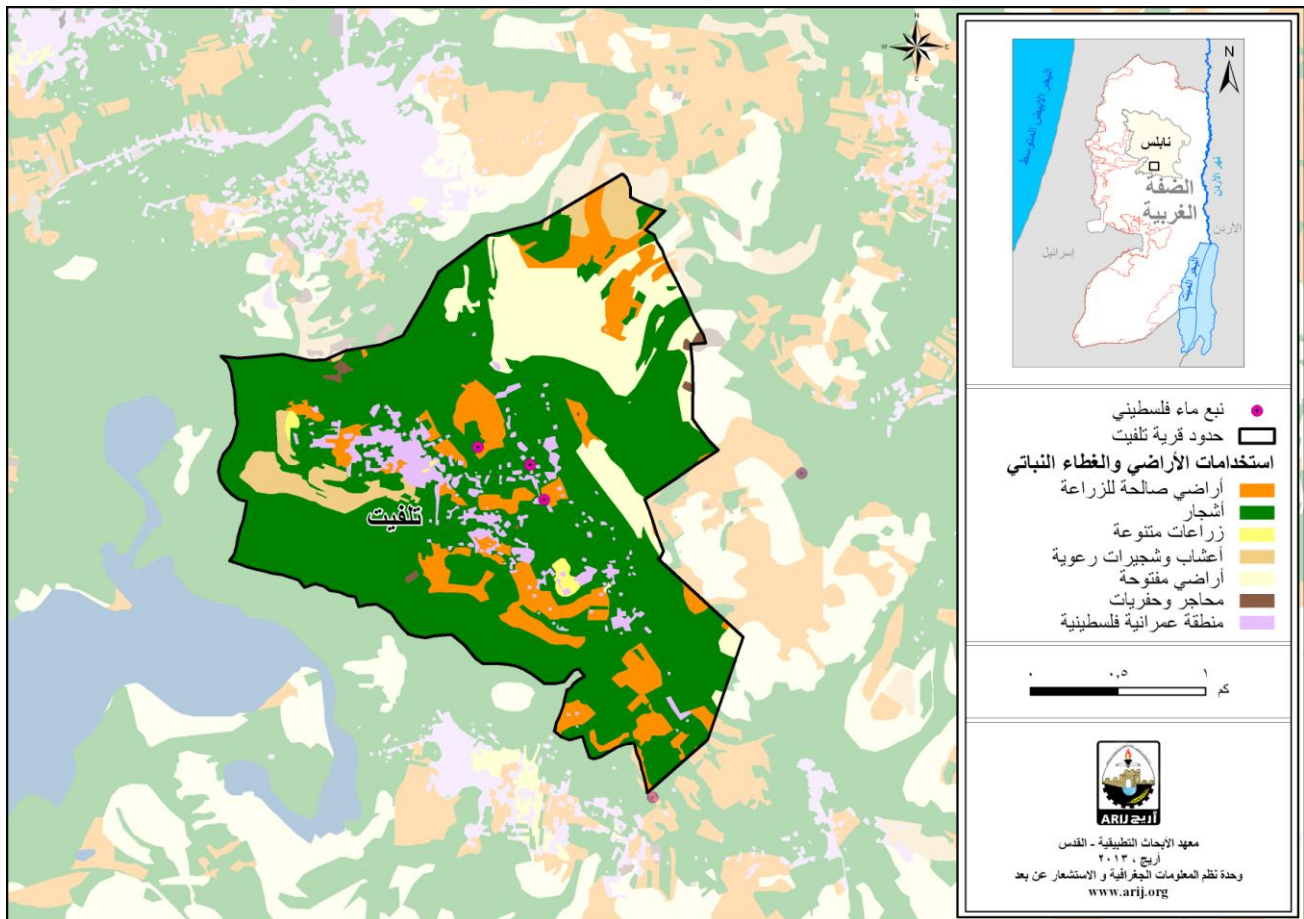 N
W
E
S
تلفيت
N
البحر الأبيض المتوسط
نابلس
الضفة
الغربية
نهر الأردن
الأردن
إسرائيل
البحر الميت
نبع ماء فلسطيني
حدود قرية تلفيت
استخدامات الأراضي والغطاء النباتي
أراضي صالحة للزراعة
أشجار
زراعات متنوعة
أعشاب وشجيرات رعوية
أراضي مفتوحة
محاجر وحفريات
منطقة عمرانية فلسطينية
٠ ٠,٥ ١ كم
ARIJ أريج
معهد الأبحاث التطبيقية - القدس
أريج ، ٢٠١٣
وحدة نظم المعلومات الجغرافية و الاستشعار عن بعد
www.arij.org